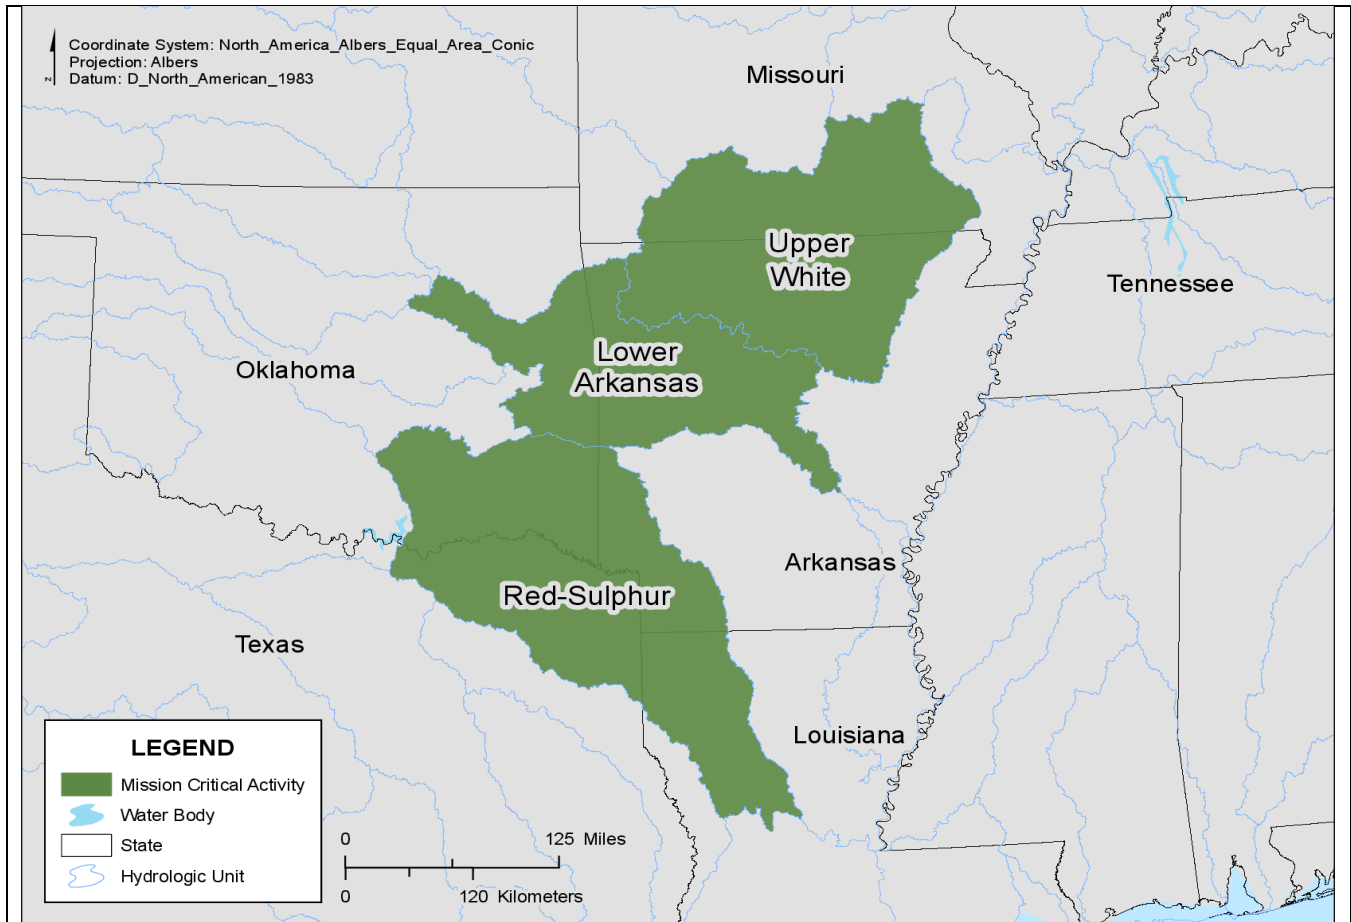 Coordinate System: North_America_Albers_Equal_Area_Conic
Projection: Albers
Datum: D_North_American_1983
N
Missouri
Upper
White
Tennessee
Lower
Arkansas
Oklahoma
Arkansas
Red-Sulphur
Texas
Louisiana
LEGEND
Mission Critical Activity
Water Body
State
Hydrologic Unit
0 125 Miles
0 120 Kilometers